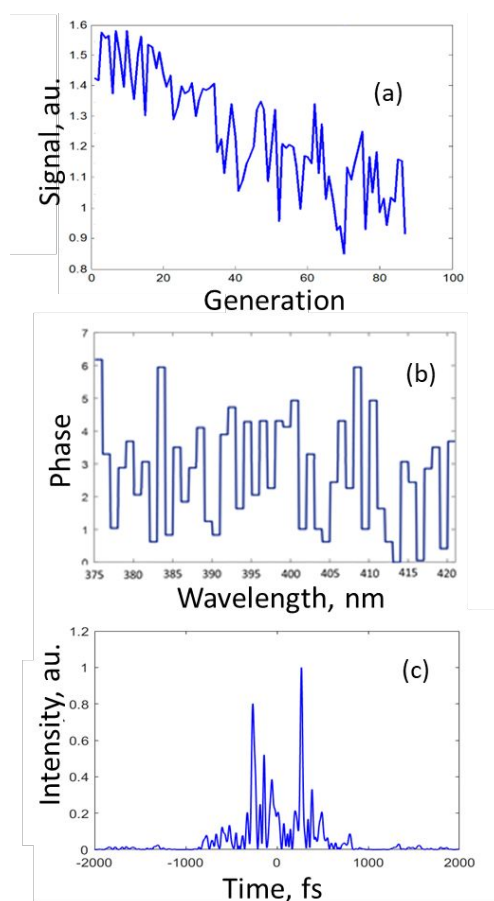 1.6
1.5
1.4
1.3
1.2
1.1
1
0.9
0.8
Signal, au.
(a)
0 20 40 60 80 100
Generation
7
6
5
4
3
2
1
0
Phase
(b)
375 380 385 390 395 400 405 410 415 420
Wavelength, nm
1.2
1
0.8
0.6
0.4
0.2
0
Intensity, au.
(c)
-2000 -1000 0 1000 2000
Time, fs